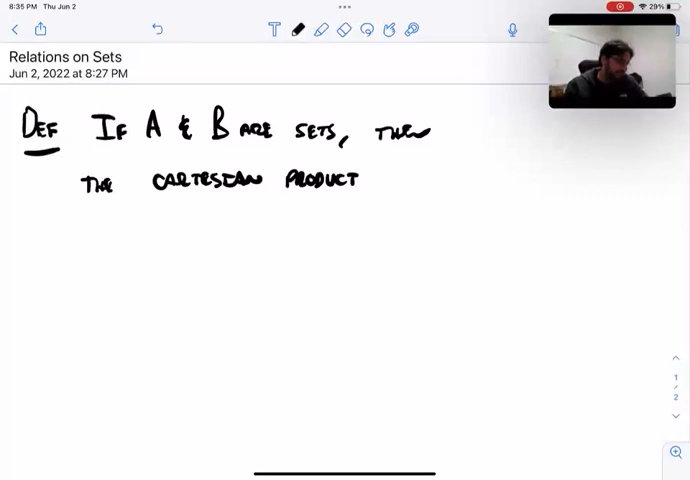 8:35 PM Thu Jun 2
29%
T
Relations on Sets
Jun 2, 2022 at 8:27 PM
DEF IF A & B ARE SETS, THEN
THE CARTESIAN PRODUCT
1
/
2